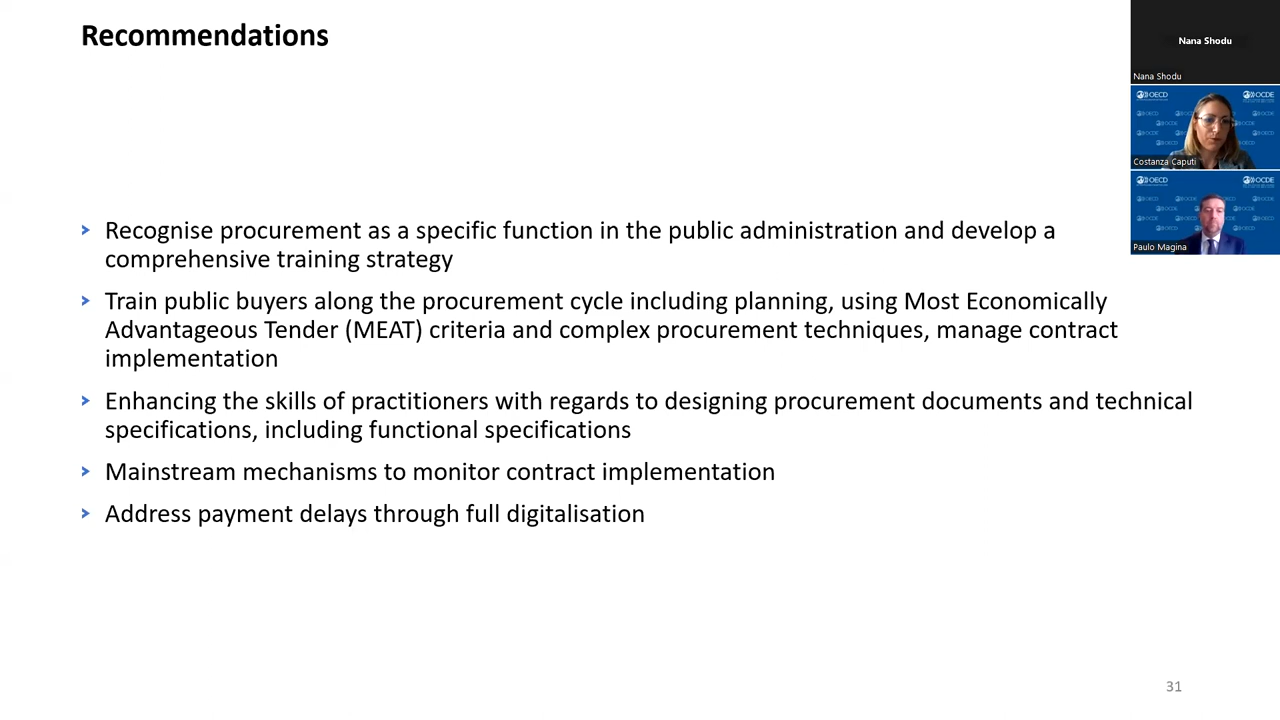 Recommendations
Nana Shodu
Nana Shodu
OECD
OCDE
Costanza Caputi
OECD
OCDE
Paulo Magina
> Recognise procurement as a specific function in the public administration and develop a
comprehensive training strategy
> Train public buyers along the procurement cycle including planning, using Most Economically
Advantageous Tender (MEAT) criteria and complex procurement techniques, manage contract
implementation
> Enhancing the skills of practitioners with regards to designing procurement documents and technical
specifications, including functional specifications
> Mainstream mechanisms to monitor contract implementation
> Address payment delays through full digitalisation
31